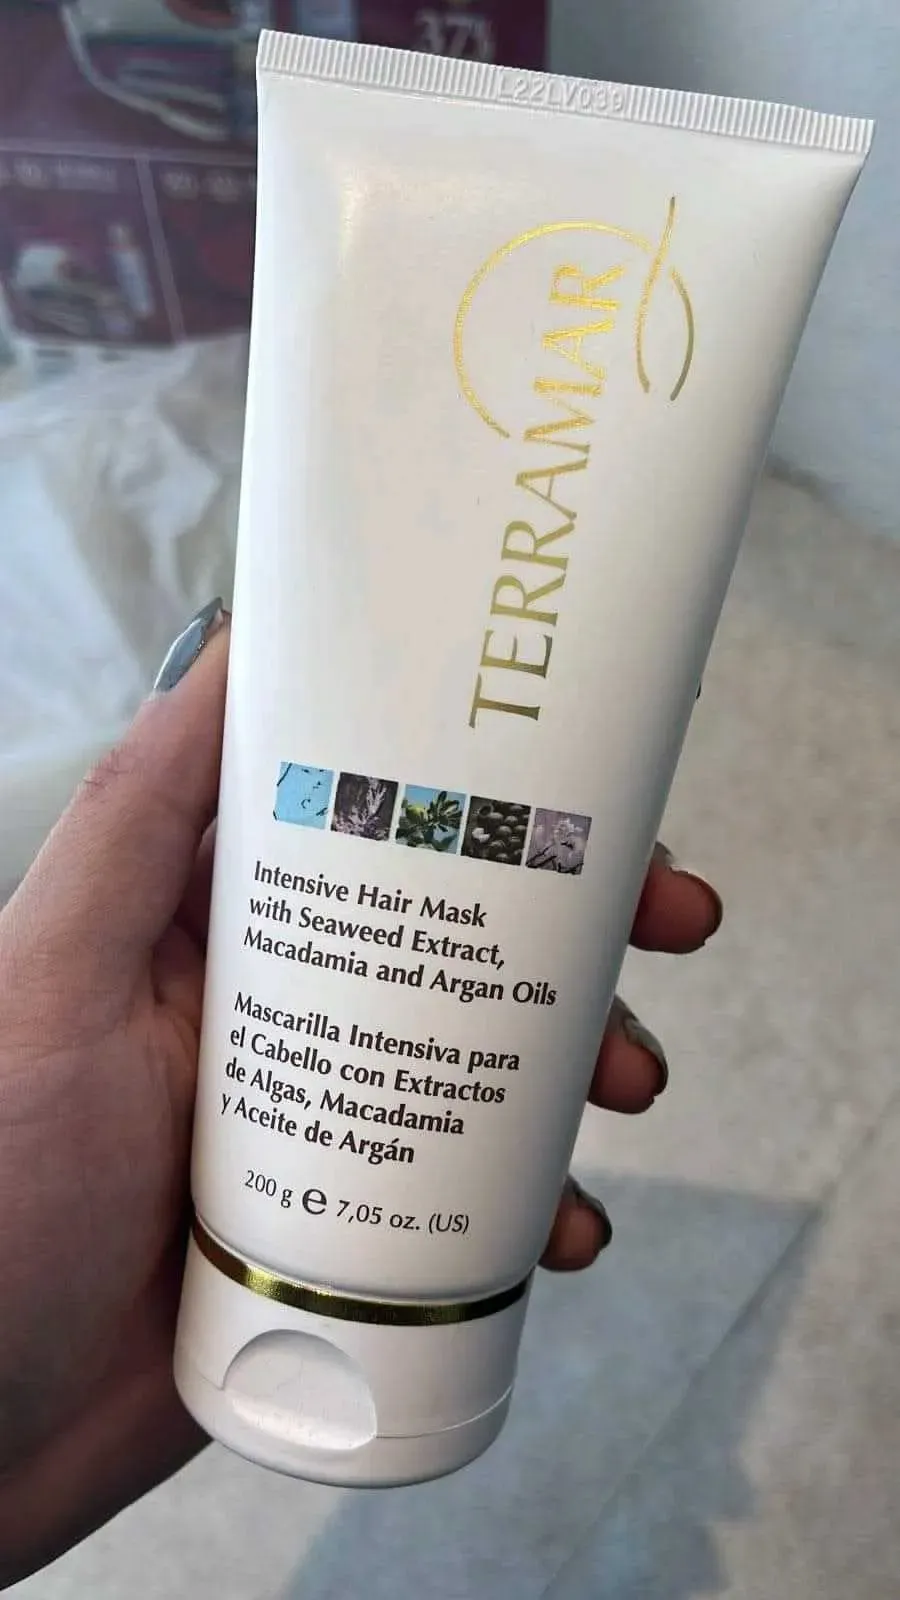 37%
L22LV039
TERRAMAR
Intensive Hair Mask
with Seaweed Extract,
Macadamia and Argan Oils
Mascarilla Intensiva para
el Cabello con Extractos
de Algas, Macadamia
y Aceite de Argán
200 g ℮ 7,05 oz. (US)